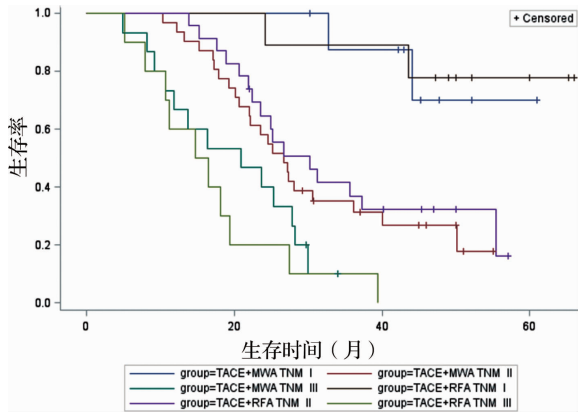 + Censored
1.0
0.8
0.6
0.4
0.2
0.0
生存率
0 20 40 60
生存时间（月）
group=TACE+MWA TNM I group=TACE+MWA TNM II
group=TACE+MWA TNM III group=TACE+RFA TNM I
group=TACE+RFA TNM II group=TACE+RFA TNM III